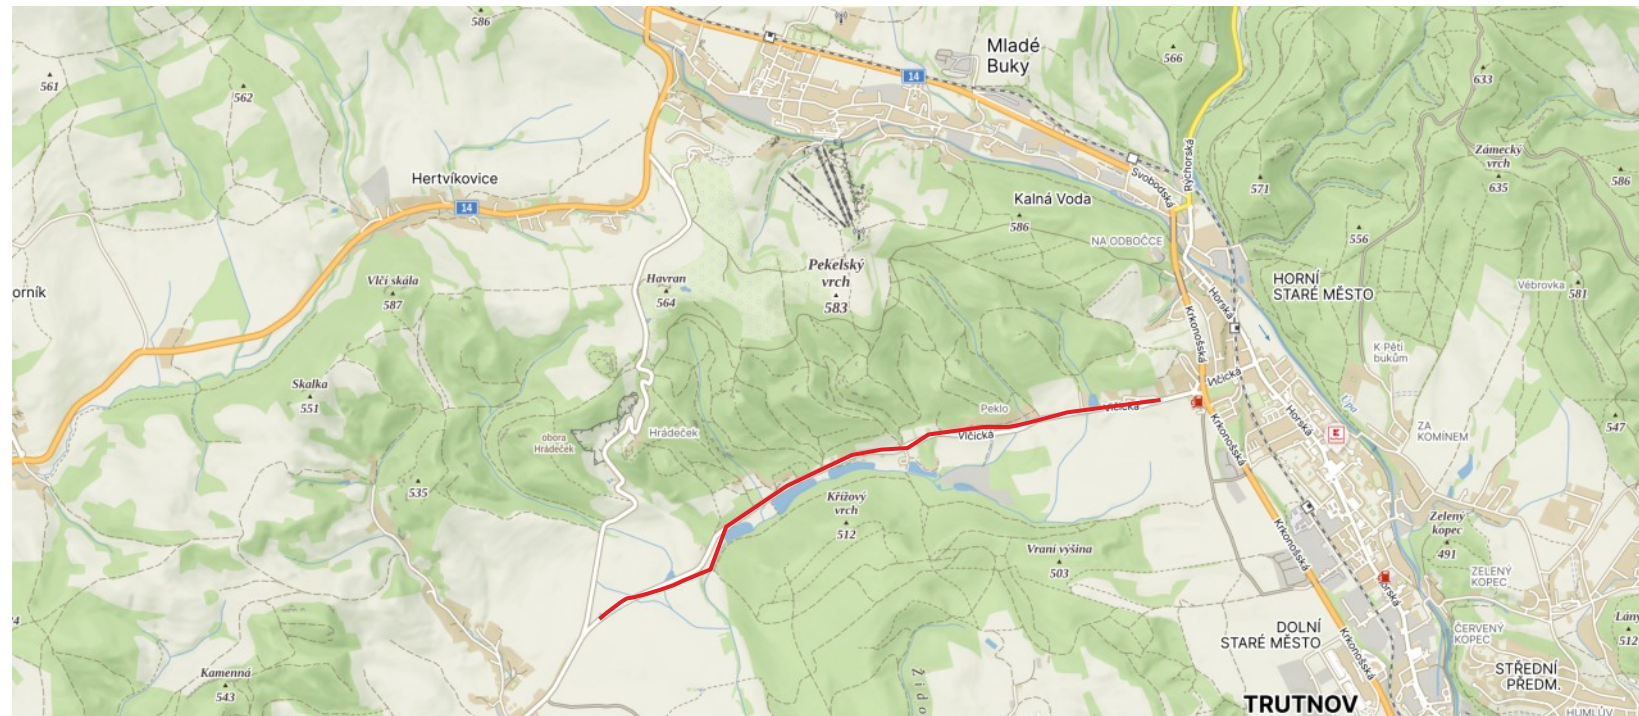 586
Mladé
Buky
14
566
633
561
562
Rýchorská
Zámecký
vrch
635
586
Hertvíkovice
14
Svobodská
571
Kalná Voda
586
NA ODBOČCE
556
Pekelský
vrch
583
Havran
564
Vlčí skála
587
HORNÍ
STARÉ MĚSTO
Vébrovka
581
orník
Horská
Krkonošská
K Pěti
bukům
Vlčická
Skalka
551
Úpa
Peklo
Vlčická
Vlčická
Horská
547
ZA
KOMÍNEM
Hrádeček
obora
Hrádeček
Krkonošská
535
Křížový
vrch
512
Zelený
kopec
491
Krkonošská
Vraní výšina
503
ZELENÝ
KOPEC
Horská
Lány
512
DOLNÍ
STARÉ MĚSTO
ČERVENÝ
KOPEC
Krkonošská
STŘEDNÍ
PŘEDM.
Kamenná
543
Žido
TRUTNOV
HUMLŮV